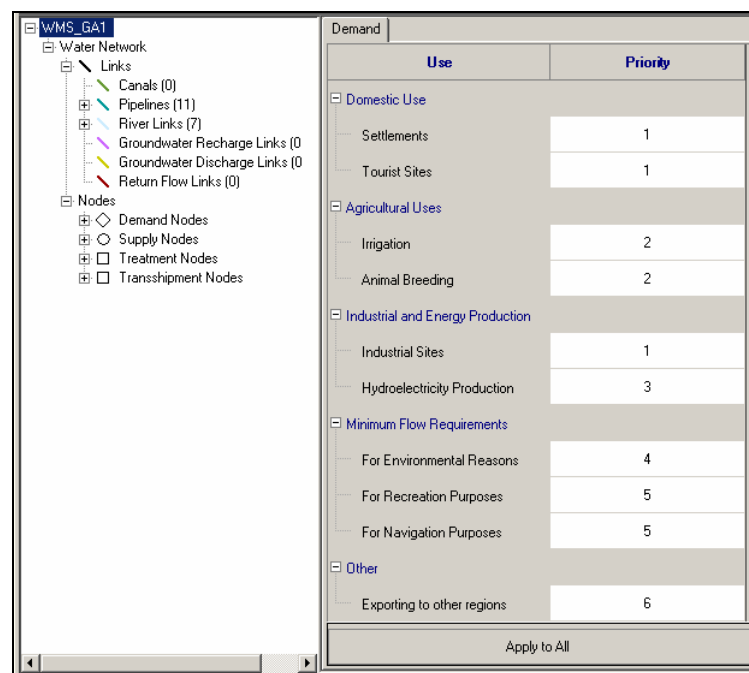 WMS_GA1
Water Network
Links
Canals (0)
Pipelines (11)
River Links (7)
Groundwater Recharge Links (0
Groundwater Discharge Links (0
Return Flow Links (0)
Nodes
Demand Nodes
Supply Nodes
Treatment Nodes
Transshipment Nodes
Demand
Use Priority
Domestic Use
Settlements 1
Tourist Sites 1
Agricultural Uses
Irrigation 2
Animal Breeding 2
Industrial and Energy Production
Industrial Sites 1
Hydroelectricity Production 3
Minimum Flow Requirements
For Environmental Reasons 4
For Recreation Purposes 5
For Navigation Purposes 5
Other
Exporting to other regions 6
Apply to All